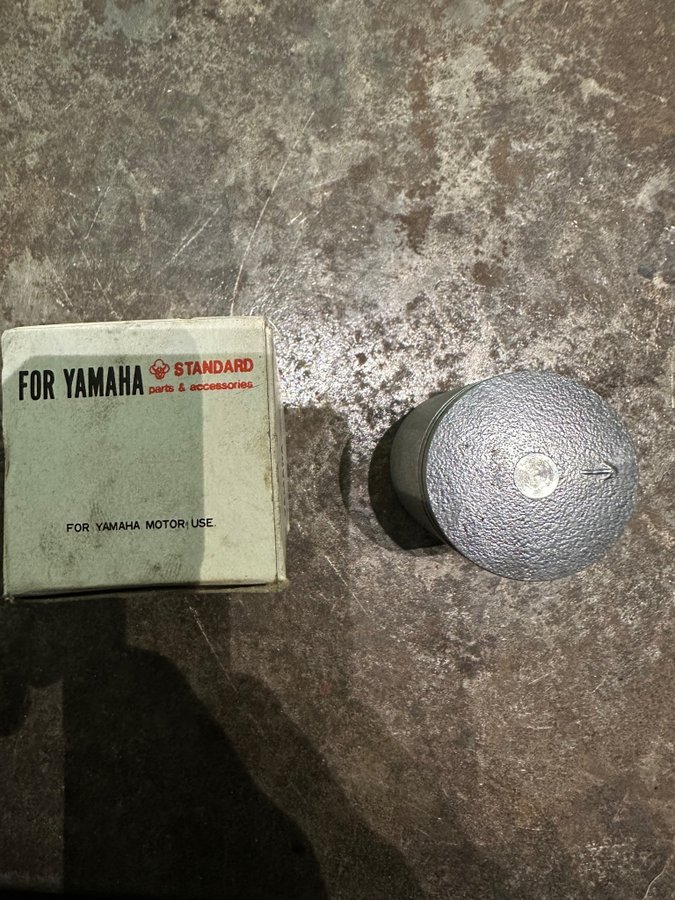 FOR YAMAHA STANDARD
parts & accessories
FOR YAMAHA MOTOR USE